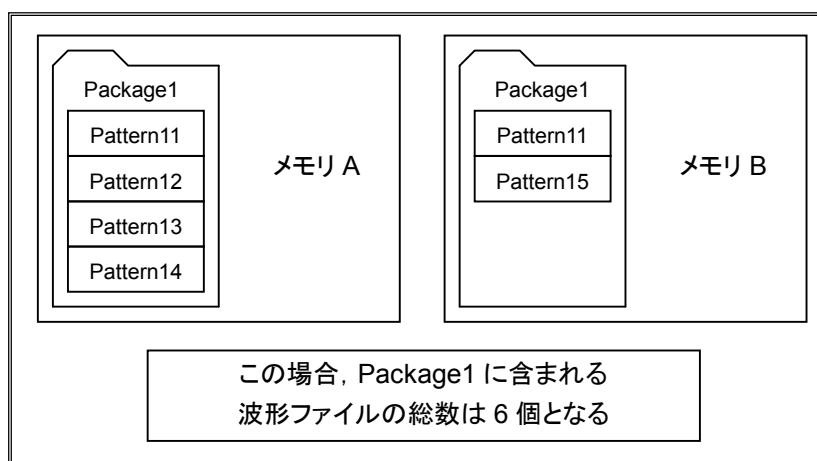 Package1
Pattern11
Pattern12
Pattern13
Pattern14
メモリ A
Package1
Pattern11
Pattern15
メモリ B
この場合, Package1 に含まれる
波形ファイルの総数は 6 個となる